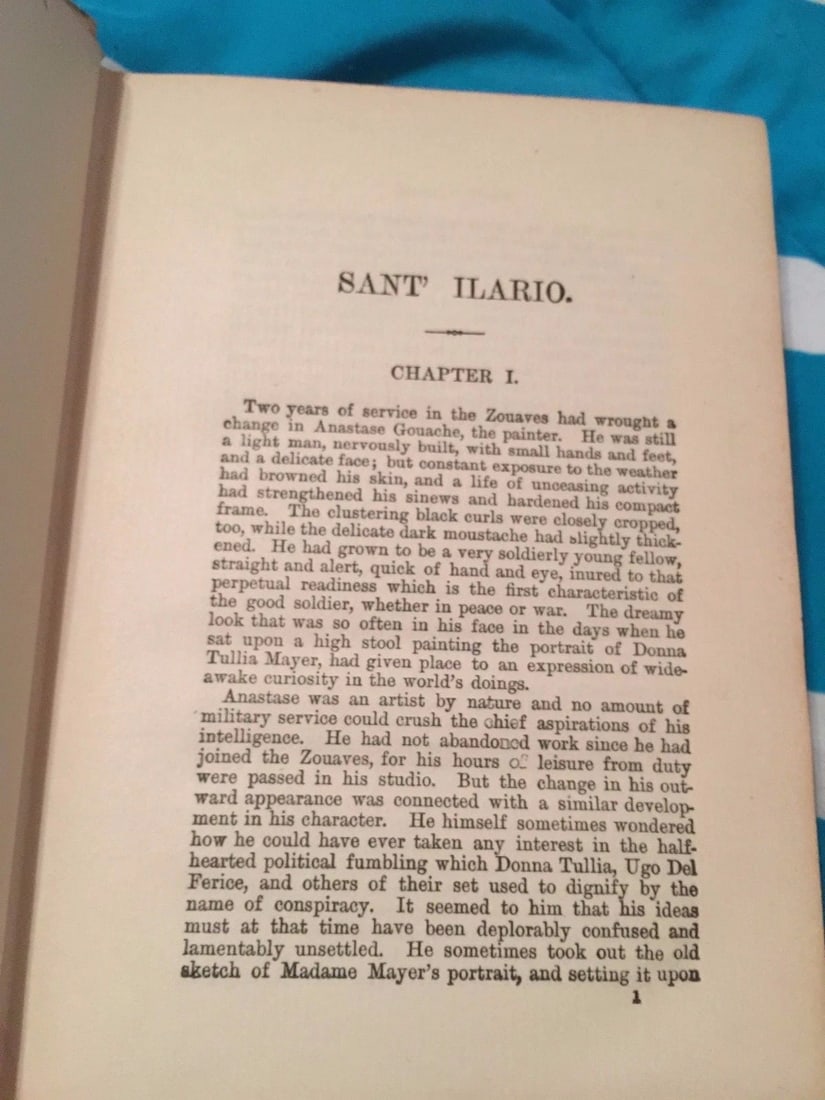 SANT' ILARIO.
CHAPTER I.
Two years of service in the Zouaves had wrought a
change in Anastase Gouache, the painter. He was still
a light man, nervously built, with small hands and feet,
and a delicate face; but constant exposure to the weather
had browned his skin, and a life of unceasing activity
had strengthened his sinews and hardened his compact
frame. The clustering black curls were closely cropped,
too, while the delicate dark moustache had slightly thick-
ened. He had grown to be a very soldierly young fellow,
straight and alert, quick of hand and eye, inured to that
perpetual readiness which is the first characteristic of
the good soldier, whether in peace or war. The dreamy
look that was so often in his face in the days when he
sat upon a high stool painting the portrait of Donna
Tullia Mayer, had given place to an expression of wide-
awake curiosity in the world's doings.
Anastase was an artist by nature and no amount of
military service could crush the chief aspirations of his
intelligence. He had not abandoned work since he had
joined the Zouaves, for his hours of leisure from duty
were passed in his studio. But the change in his out-
ward appearance was connected with a similar develop-
ment in his character. He himself sometimes wondered
how he could have ever taken any interest in the half-
hearted political fumbling which Donna Tullia, Ugo Del
Ferice, and others of their set used to dignify by the
name of conspiracy. It seemed to him that his ideas
must at that time have been deplorably confused and
lamentably unsettled. He sometimes took out the old
sketch of Madame Mayer's portrait, and setting it upon
1